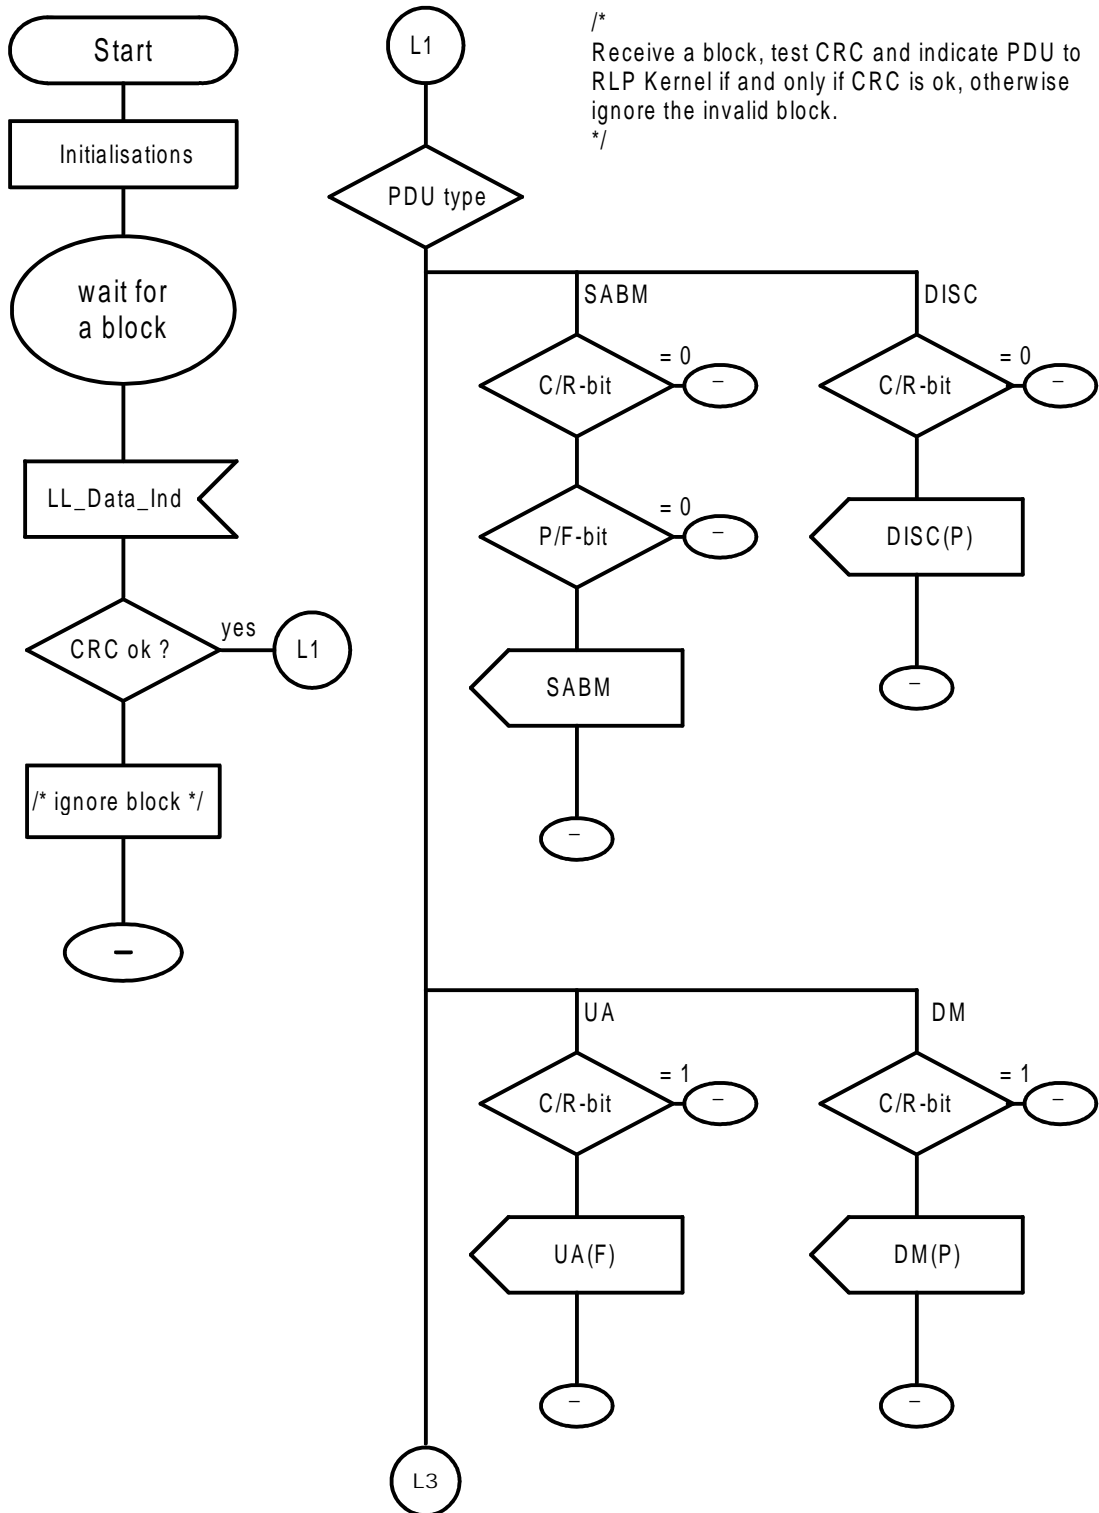 Start
Initialisations
wait for
a block
LL_Data_Ind
CRC ok ?
yes
L1
/* ignore block */
–
L1
PDU type
/*
Receive a block, test CRC and indicate PDU to
RLP Kernel if and only if CRC is ok, otherwise
ignore the invalid block.
*/
SABM
C/R-bit
= 0
–
P/F-bit
= 0
–
SABM
–
DISC
C/R-bit
= 0
–
DISC(P)
–
UA
C/R-bit
= 1
–
UA(F)
–
DM
C/R-bit
= 1
–
DM(P)
–
L3